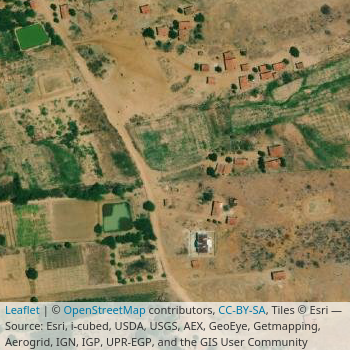 Leaflet | © OpenStreetMap contributors, CC-BY-SA, Tiles © Esri —
Source: Esri, i-cubed, USDA, USGS, AEX, GeoEye, Getmapping,
Aerogrid, IGN, IGP, UPR-EGP, and the GIS User Community